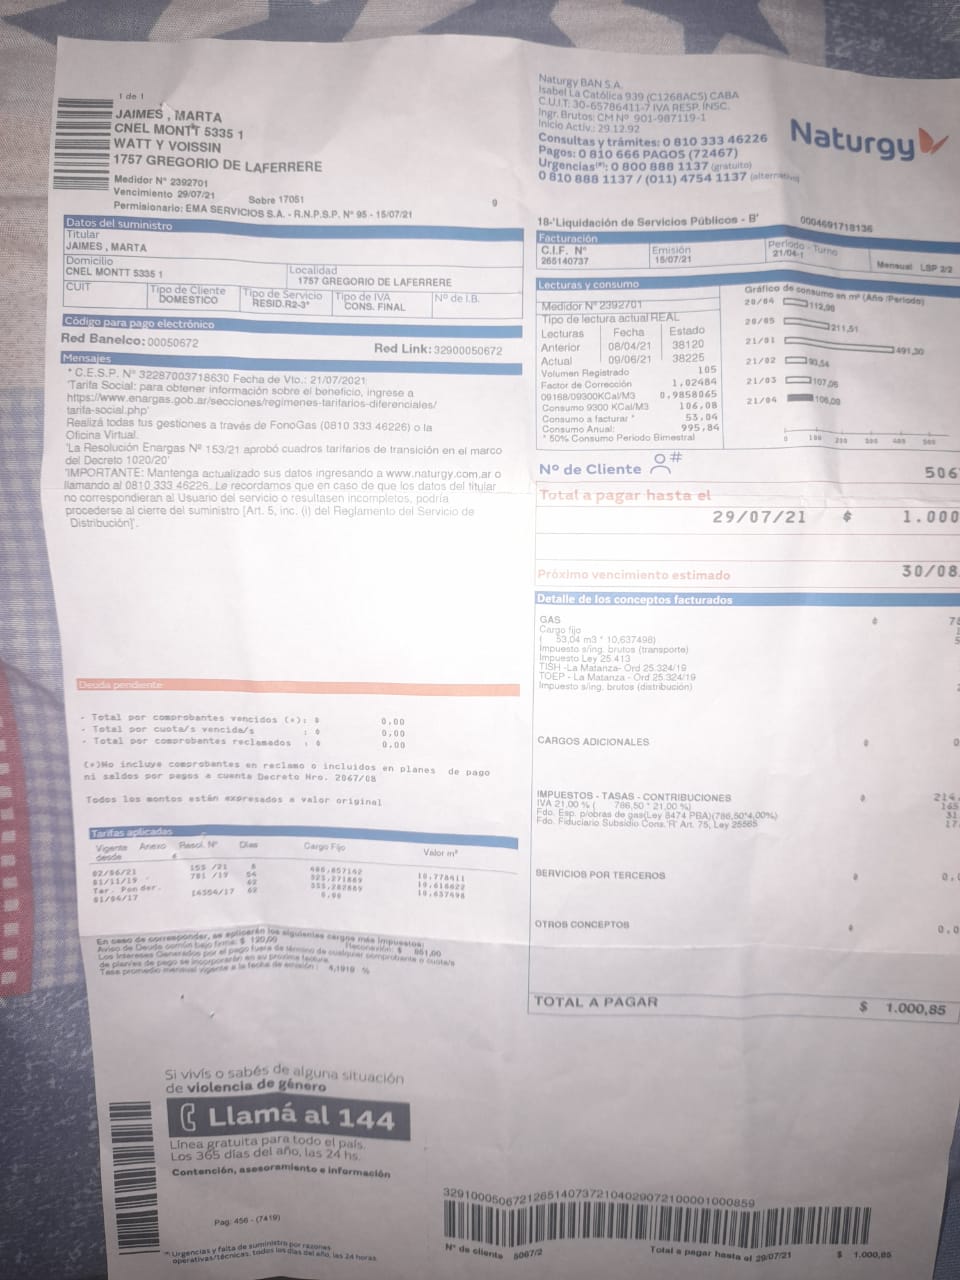 1 de 1
JAIMES , MARTA
CNEL MONTT 5335 1
WATT Y VOISSIN
1757 GREGORIO DE LAFERRERE
Medidor Nº 2392701
Vencimiento 29/07/21 Sobre 17051 9
Permisionario: EMA SERVICIOS S.A. - R.N.P.S.P. Nº 95 - 15/07/21
Naturgy BAN S.A.
Isabel La Católica 939 (C1268ACS) CABA
C.U.I.T: 30-65786411-7 IVA RESP. INSC.
Ingr. Brutos: CM Nº 901-987119-1
Inicio Activ.: 29.12.92
Consultas y trámites: 0 810 333 46226
Pagos: 0 810 666 PAGOS (72467)
Urgencias(*): 0 800 888 1137 (gratuito)
0 810 888 1137 / (011) 4754 1137 (alternativo)
Naturgy
18-'Liquidación de Servicios Públicos - B' 0004691718136
Facturación
C.I.F. Nº Emisión Período - Turno
265140737 15/07/21 21/04-1 Mensual LSP 2/2
Datos del suministro
Titular
JAIMES , MARTA
Domicilio Localidad
CNEL MONTT 5335 1 1757 GREGORIO DE LAFERRERE
CUIT Tipo de Cliente Tipo de Servicio Tipo de IVA Nº de I.B.
DOMESTICO RESID.R2-3º CONS. FINAL
Código para pago electrónico
Red Banelco: 00050672 Red Link: 32900050672
Mensajes
* C.E.S.P. Nº 32287003718630 Fecha de Vto.: 21/07/2021
'Tarifa Social: para obtener información sobre el beneficio, ingrese a
https://www.enargas.gob.ar/secciones/regimenes-tarifarios-diferenciales/
tarifa-social.php'
Realizá todas tus gestiones a través de FonoGas (0810 333 46226) o la
Oficina Virtual.
'La Resolución Enargas Nº 153/21 aprobó cuadros tarifarios de transición en el marco
del Decreto 1020/20'
'IMPORTANTE: Mantenga actualizado sus datos ingresando a www.naturgy.com.ar o
llamando al 0810 333 46226. Le recordamos que en caso de que los datos del titular
no correspondieran al Usuario del servicio o resultasen incompletos, podría
procederse al cierre del suministro [Art. 5, inc. (i) del Reglamento del Servicio de
Distribución]'.
Lecturas y consumo
Medidor Nº 2392701
Tipo de lectura actual REAL
Lecturas Fecha Estado
Anterior 08/04/21 38120
Actual 09/06/21 38225
Volumen Registrado 105
Factor de Corrección 1,02484
09168/09300KCal/M3 0,9858065
Consumo 9300 KCal/M3 106,08
Consumo a facturar * 53,04
Consumo Anual: 995,84
* 50% Consumo Periodo Bimestral
Gráfico de consumo en m³ (Año /Período)
20/04 112,98
20/05 211,51
21/01 491,30
21/02 93,54
21/03 107,06
21/04 106,08
0 100 200 300 400 500
Nº de Cliente # 506
Total a pagar hasta el
29/07/21 $ 1.000
Próximo vencimiento estimado 30/08
Detalle de los conceptos facturados
GAS $ 78
Cargo fijo
( 53,04 m3 * 10,637498)
Impuesto s/ing. brutos (transporte)
Impuesto Ley 25.413
TISH -La Matanza- Ord 25.324/19
TOEP - La Matanza - Ord 25.324/19
Impuesto s/ing. brutos (distribución)
CARGOS ADICIONALES $ 0
IMPUESTOS - TASAS - CONTRIBUCIONES $ 214,
IVA 21,00 % ( 786,50 * 21,00 %) 165
Fdo. Esp. p/obras de gas(Ley 8474 PBA)(786,50*4,00%) 31
Fdo. Fiduciario Subsidio Cons.'R' Art. 75, Ley 25565 17
SERVICIOS POR TERCEROS $ 0,
OTROS CONCEPTOS $ 0,0
TOTAL A PAGAR $ 1.000,85
Deuda pendiente
- Total por comprobantes vencidos (*): $ 0,00
- Total por cuota/s vencida/s : $ 0,00
- Total por comprobantes reclamados : $ 0,00
(*)No incluye comprobantes en reclamo o incluidos en planes de pago
ni saldos por pagos a cuenta Decreto Nro. 2067/08
Todos los montos están expresados a valor original
Tarifas aplicadas
Vigente desde Anexo Resol. Nº Días Cargo Fijo Valor m³
02/06/21 155 /21 8 10,778411
01/11/19 781 /19 54 10,616622
Tar. Ponder. 62 10,637498
01/04/17 14354/17 62 0,00
En caso de corresponder, se aplicarán los siguientes cargos más impuestos:
Aviso de Deuda común bajo firma: $ 120,00 Reconexión: $ 951,00
Los Intereses Generados por el pago fuera de término de cualquier comprobante o cuota/s
de plan/es de pago se incorporarán en su próxima factura.
Tasa promedio mensual vigente a la fecha de emisión : 4,1919 %
Si vivís o sabés de alguna situación
de violencia de género
Llamá al 144
Línea gratuita para todo el país.
Los 365 días del año, las 24 hs.
Contención, asesoramiento e información
Pag: 456 - (7419)
(*) Urgencias y falta de suministro por razones
operativas/técnicas, todos los días del año, las 24 horas.
3291000506721265140737210402907210000100 0859
Nº de cliente 5067/2 Total a pagar hasta el 29/07/21 $ 1.000,85